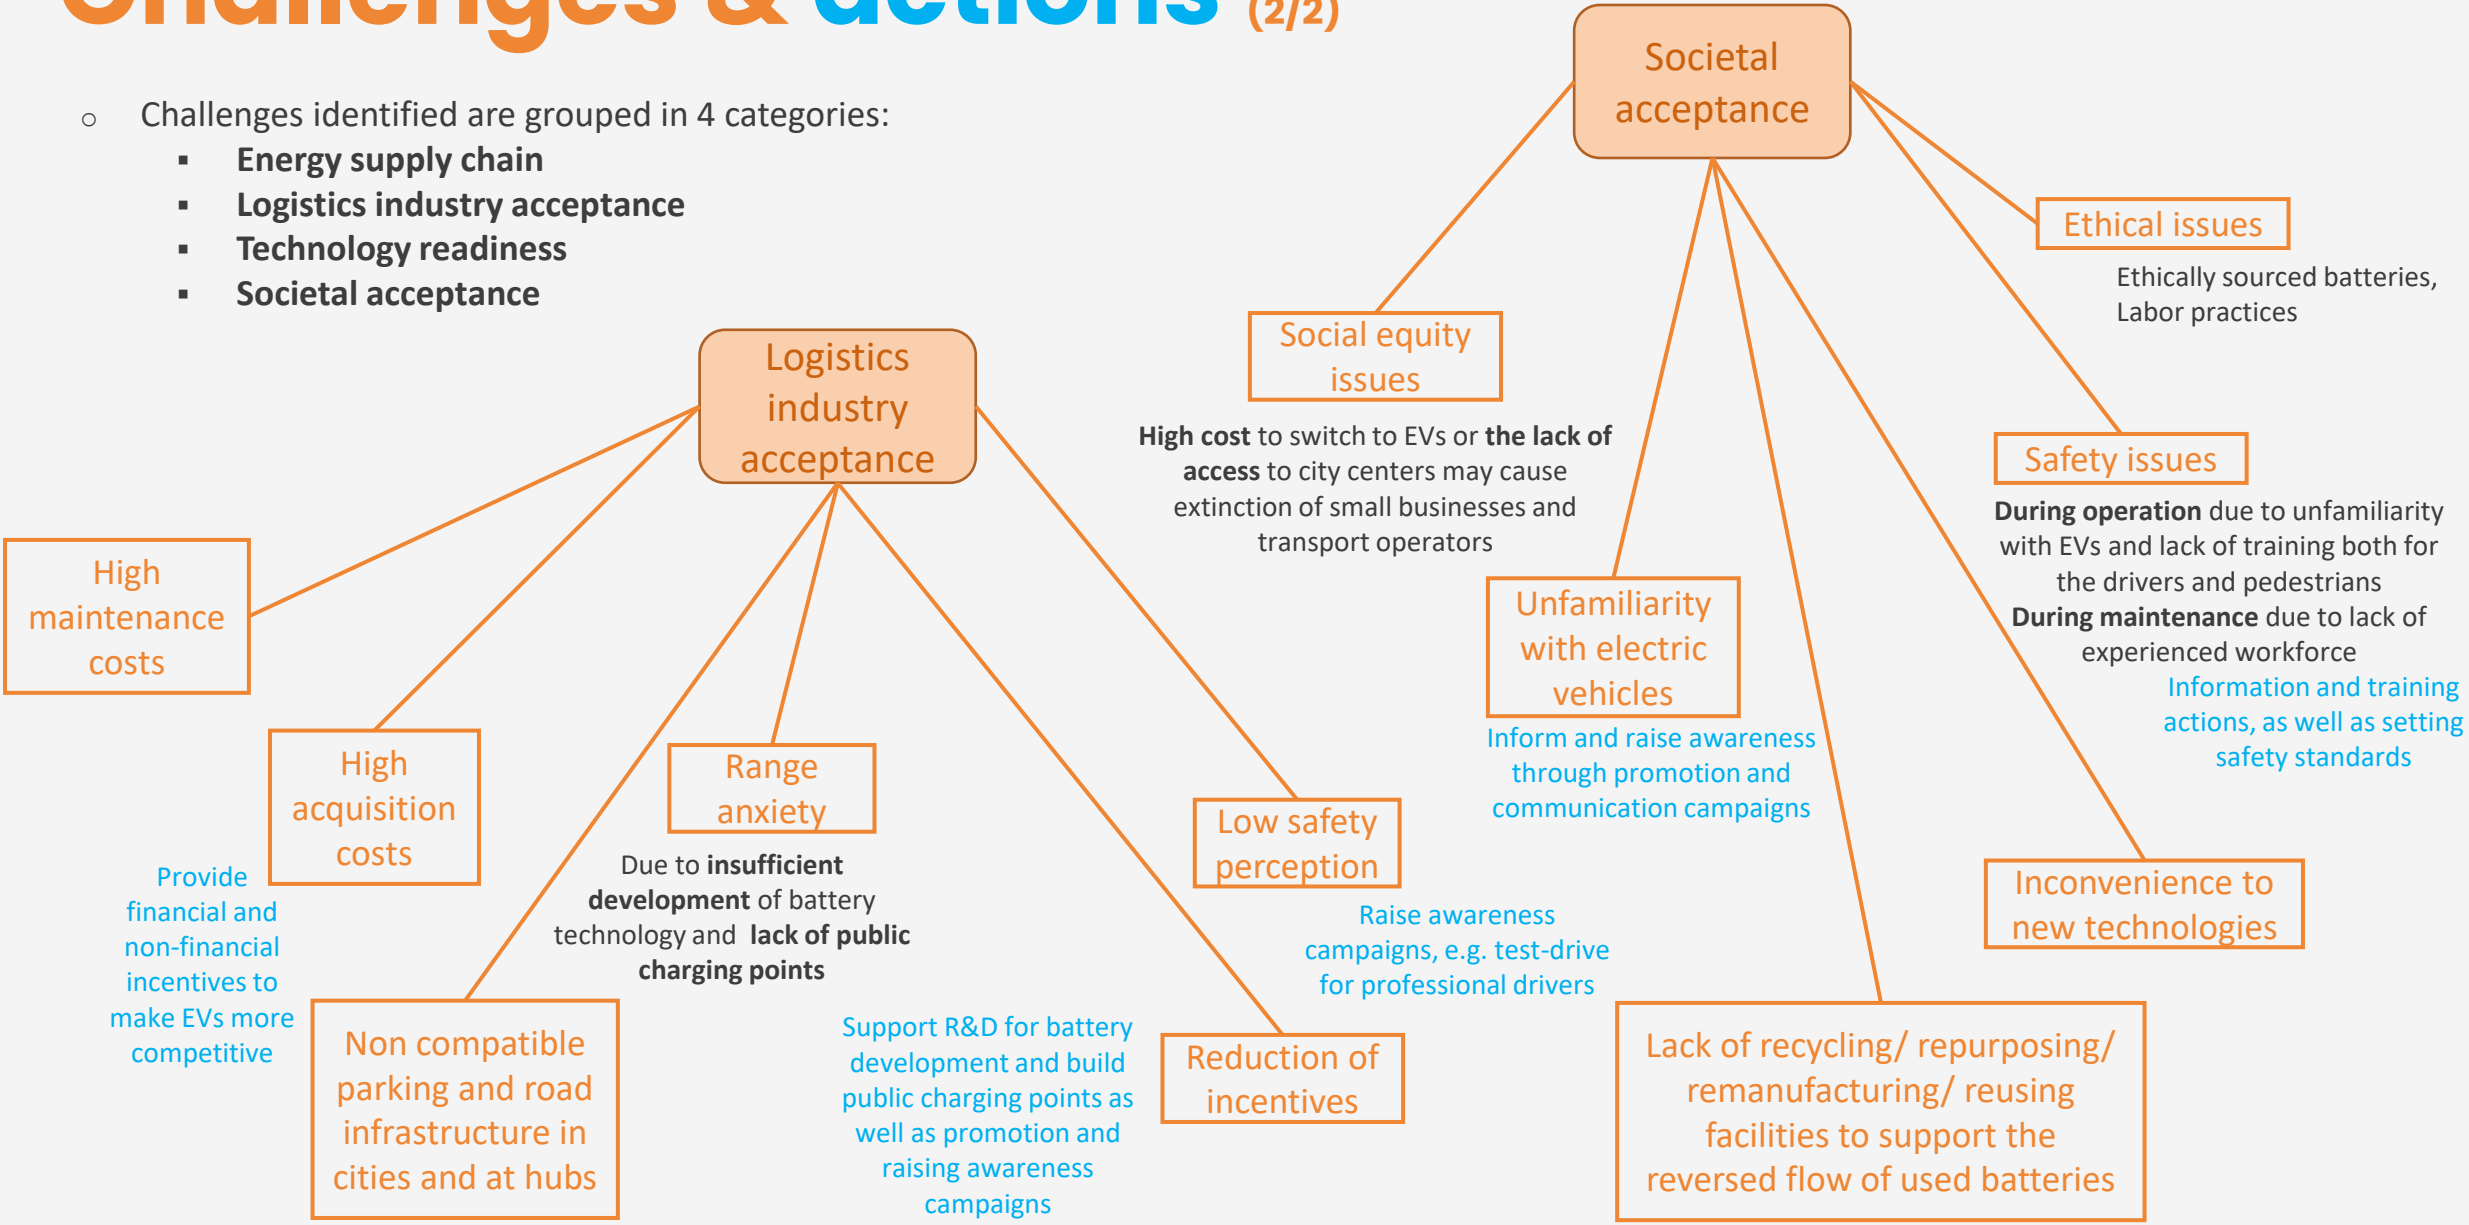 Challenges & actions (2/2)
○ Challenges identified are grouped in 4 categories:
▪ Energy supply chain
▪ Logistics industry acceptance
▪ Technology readiness
▪ Societal acceptance
Logistics
industry
acceptance
High
maintenance
costs
High
acquisition
costs
Provide
financial and
non-financial
incentives to
make EVs more
competitive
Non compatible
parking and road
infrastructure in
cities and at hubs
Range
anxiety
Due to insufficient
development of battery
technology and lack of public
charging points
Support R&D for battery
development and build
public charging points as
well as promotion and
raising awareness
campaigns
Reduction of
incentives
Low safety
perception
Raise awareness
campaigns, e.g. test-drive
for professional drivers
Societal
acceptance
Social equity
issues
High cost to switch to EVs or the lack of
access to city centers may cause
extinction of small businesses and
transport operators
Unfamiliarity
with electric
vehicles
Inform and raise awareness
through promotion and
communication campaigns
Lack of recycling/ repurposing/
remanufacturing/ reusing
facilities to support the
reversed flow of used batteries
Inconvenience to
new technologies
Safety issues
During operation due to unfamiliarity
with EVs and lack of training both for
the drivers and pedestrians
During maintenance due to lack of
experienced workforce
Information and training
actions, as well as setting
safety standards
Ethical issues
Ethically sourced batteries,
Labor practices